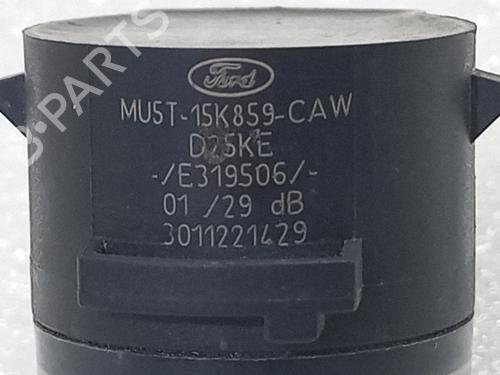 Ford
MU5T-15K859-CAW
D25KE
-/E319506/-
01 /29 dB
3011221429
B-PARTS